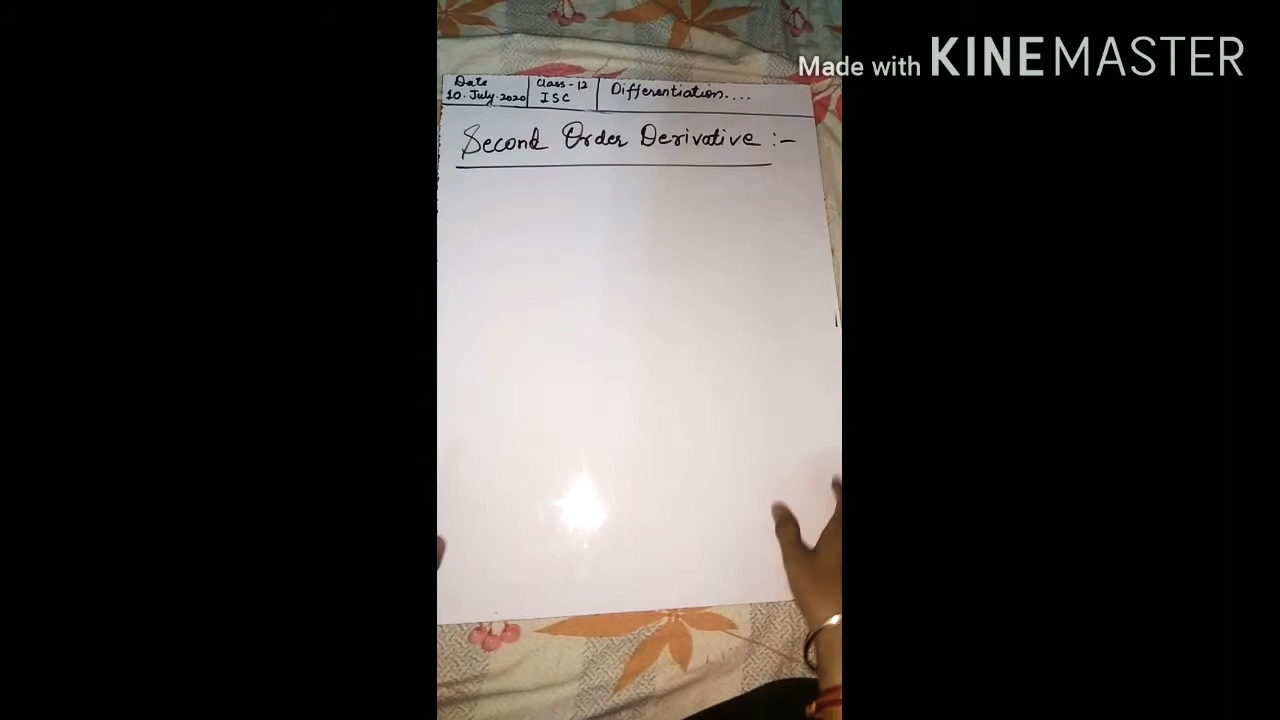 Made with KINEMASTER
Date
10. July. 2020
Class - 12
ISC
Differentiation....
Second Order Derivative :-